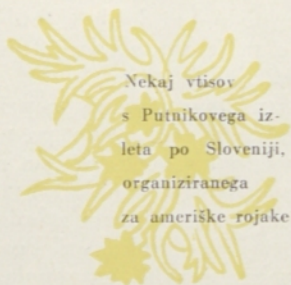 Nekaj vtisov
s Putnikovega iz-
leta po Sloveniji,
organiziranega
za ameriške rojake